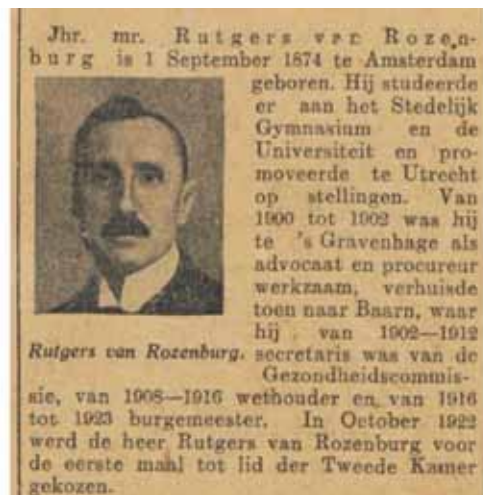 Jhr. mr. Rutgers van Rozen-
burg is 1 September 1874 te Amsterdam
geboren. Hij studeerde
er aan het Stedelijk
Gymnasium en de
Universiteit en pro-
moveerde te Utrecht
op stellingen. Van
1900 tot 1902 was hij
te 's Gravenhage als
advocaat en procureur
werkzaam, verhuisde
toen naar Baarn, waar
hij van 1902—1912
Rutgers van Rozenburg.
secretaris was van de
Gezondheidscommis-
sie, van 1908—1916 wethouder en van 1916
tot 1923 burgemeester. In October 1922
werd de heer Rutgers van Rozenburg voor
de eerste maal tot lid der Tweede Kamer
gekozen.